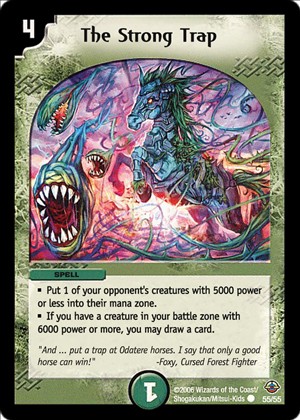 4
The Strong Trap
SPELL
▪ Put 1 of your opponent's creatures with 5000 power
or less into their mana zone.
▪ If you have a creature in your battle zone with
6000 power or more, you may draw a card.
"And ... put a trap at Odatere horses. I say that only a good
horse can win!" -Foxy, Cursed Forest Fighter
1
©2006 Wizards of the Coast/
Shogakukan/Mitsui-Kids ● 55/55